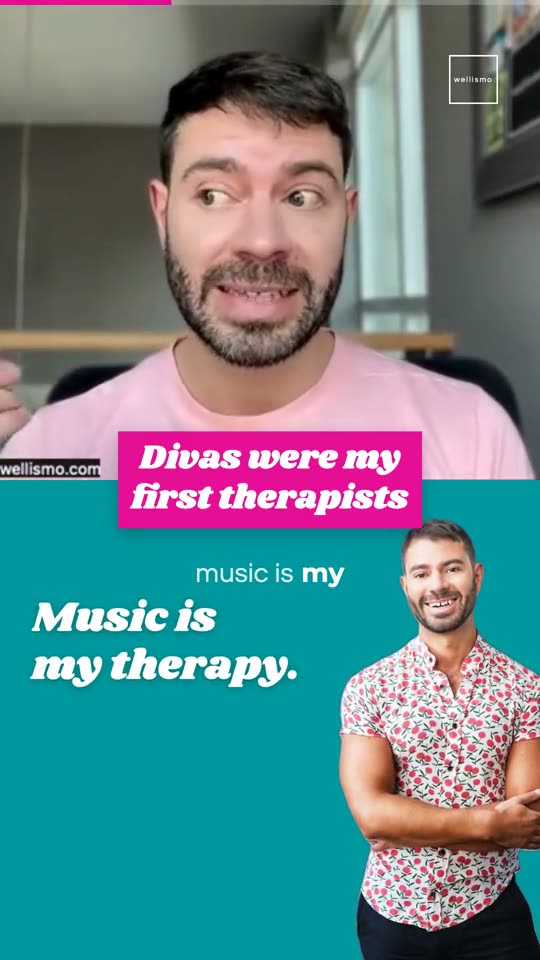 wellismo
wellismo.com
Divas were my
first therapists
music is my
Music is
my therapy.